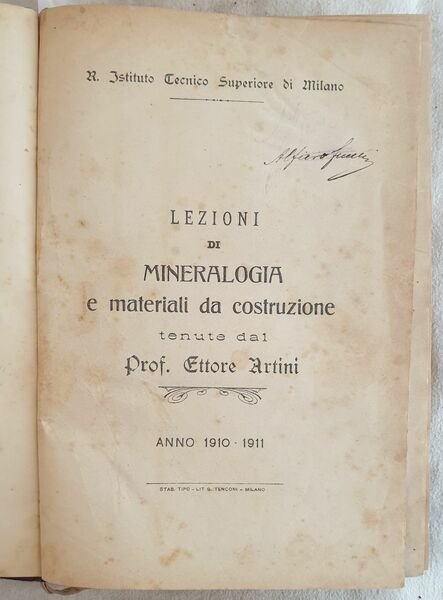 R. Istituto Tecnico Superiore di Milano
Alfiero
LEZIONI
DI
MINERALOGIA
e materiali da costruzione
tenute dal
Prof. Ettore Artini
ANNO 1910 - 1911
STAB. TIPO - LIT G. TENCONI - MILANO